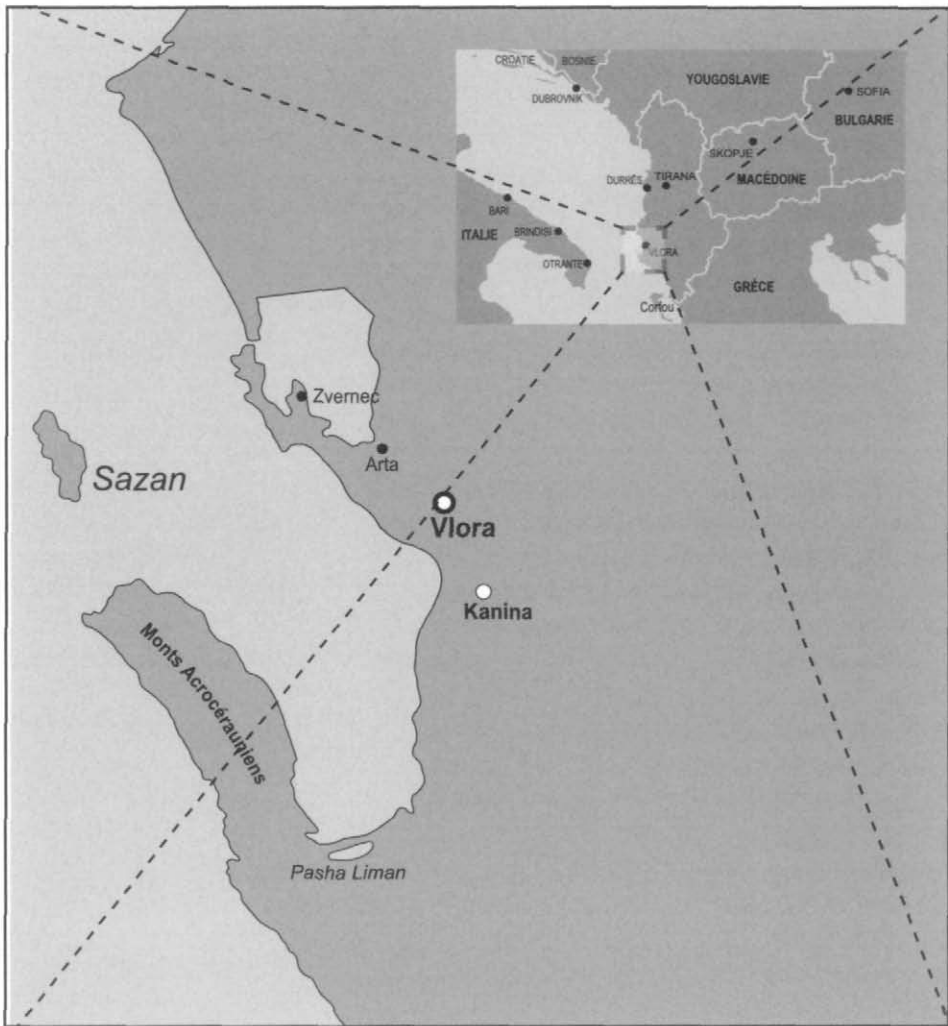 CROATIE
BOSNIE
DUBROVNIK
YOUGOSLAVIE
SOFIA
BULGARIE
SKOPJE
MACÉDOINE
DURRËS
TIRANA
BARI
ITALIE
BRINDISI
OTRANTE
VLORA
GRÈCE
Corfou
Zvernec
Arta
Sazan
Vlora
Kanina
Monts Acrocérauniens
Pasha Liman